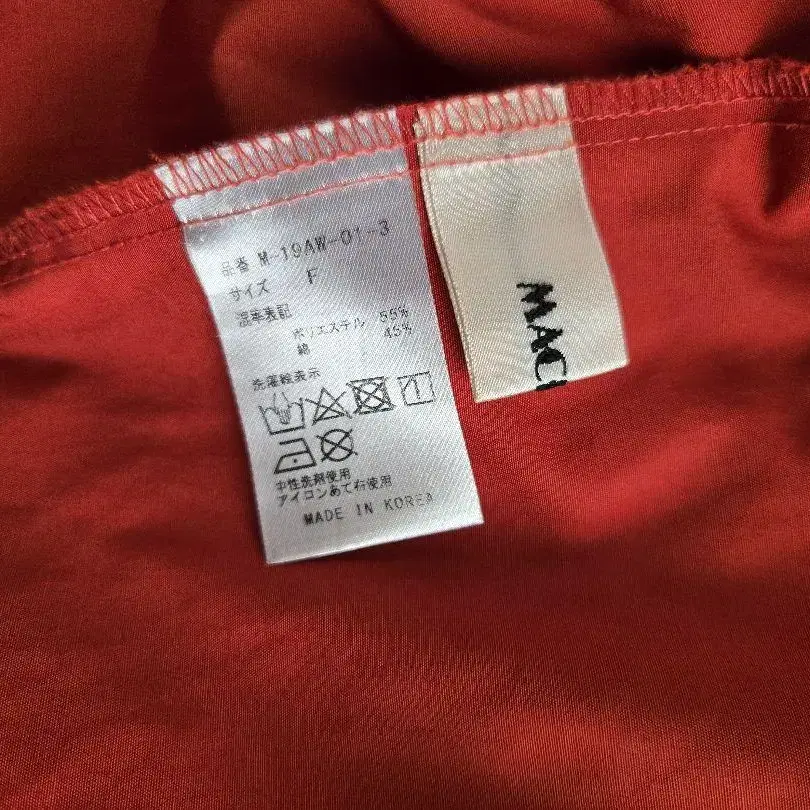 品番 M-19AW-01-3
サイズ F
混率表記
ポリエステル 55%
綿 45%
洗濯絵表示
中性洗剤使用
アイコンあて布使用
MADE IN KOREA
MAC